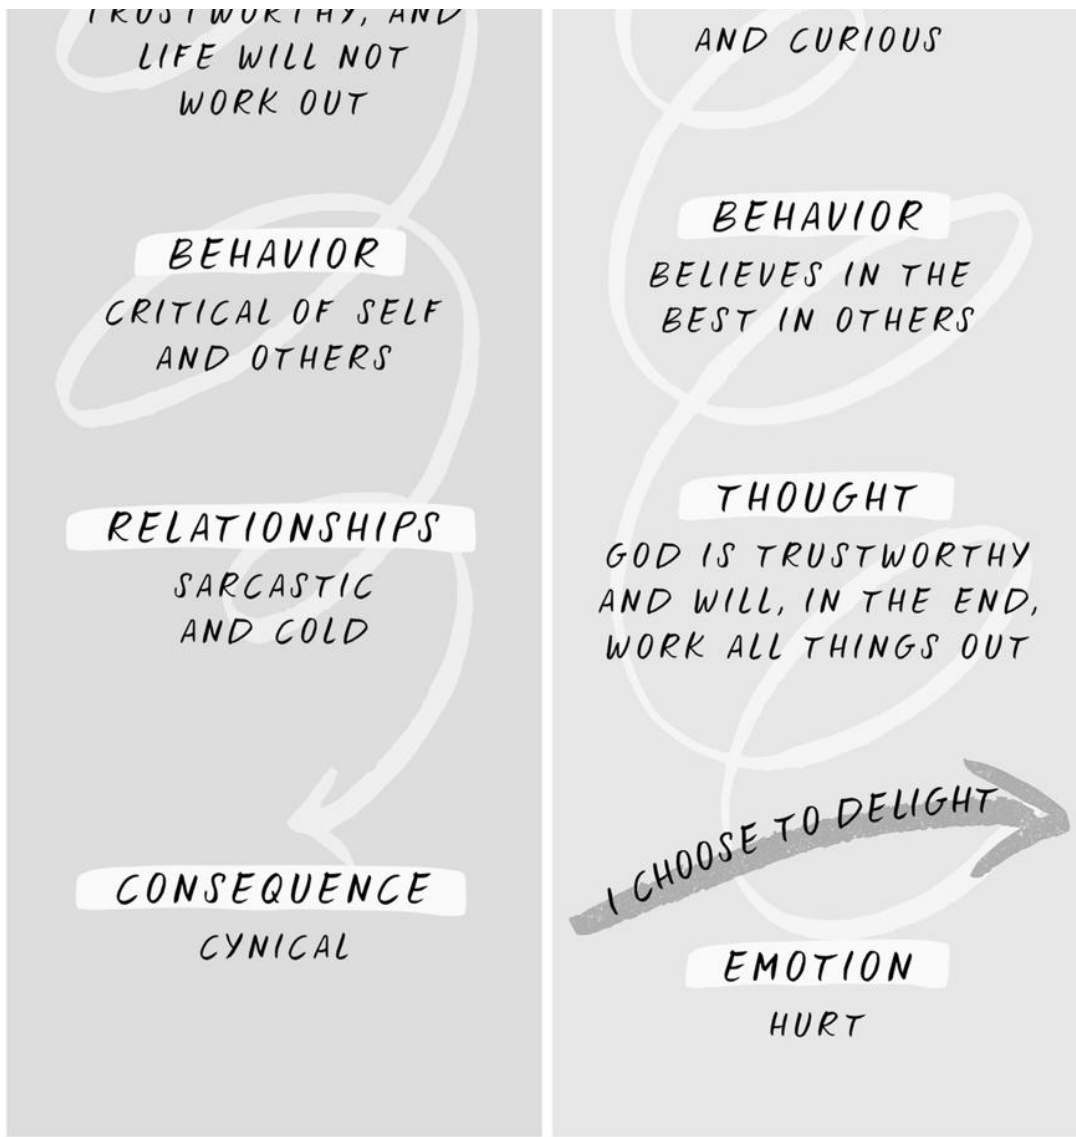 TRUSTWORTHY, AND
LIFE WILL NOT
WORK OUT
BEHAVIOR
CRITICAL OF SELF
AND OTHERS
RELATIONSHIPS
SARCASTIC
AND COLD
CONSEQUENCE
CYNICAL
AND CURIOUS
BEHAVIOR
BELIEVES IN THE
BEST IN OTHERS
THOUGHT
GOD IS TRUSTWORTHY
AND WILL, IN THE END,
WORK ALL THINGS OUT
I CHOOSE TO DELIGHT
EMOTION
HURT